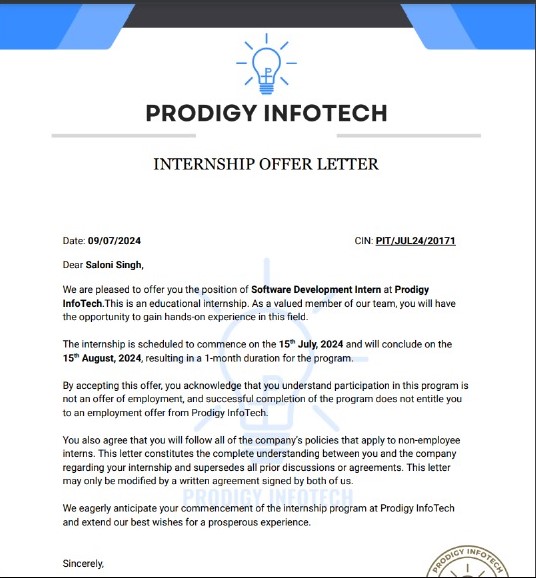 PRODIGY INFOTECH
INTERNSHIP OFFER LETTER
Date: 09/07/2024 CIN: PIT/JUL24/20171
Dear Saloni Singh,
We are pleased to offer you the position of Software Development Intern at Prodigy
InfoTech.This is an educational internship. As a valued member of our team, you will have
the opportunity to gain hands-on experience in this field.
The internship is scheduled to commence on the 15th July, 2024 and will conclude on the
15th August, 2024, resulting in a 1-month duration for the program.
By accepting this offer, you acknowledge that you understand participation in this program is
not an offer of employment, and successful completion of the program does not entitle you
to an employment offer from Prodigy InfoTech.
You also agree that you will follow all of the company's policies that apply to non-employee
interns. This letter constitutes the complete understanding between you and the company
regarding your internship and supersedes all prior discussions or agreements. This letter
may only be modified by a written agreement signed by both of us.
PRODIGY INFOTECH
We eagerly anticipate your commencement of the internship program at Prodigy InfoTech
and extend our best wishes for a prosperous experience.
Sincerely,
PRODIGY INFOTECH